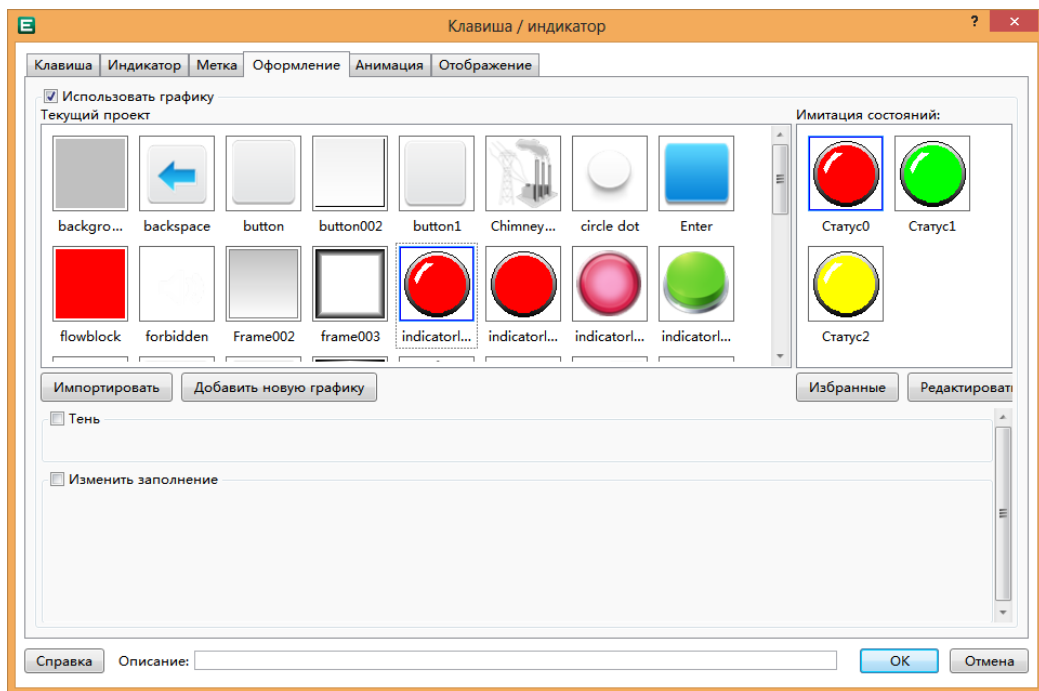 E
Клавиша / индикатор
? ×
Клавиша Индикатор Метка Оформление Анимация Отображение
Использовать графику
Текущий проект
Имитация состояний:
backgro... backspace button button002 button1 Chimney... circle dot Enter
Статус0 Статус1
flowblock forbidden Frame002 frame003 indicatorl... indicatorl... indicatorl... indicatorl...
Статус2
Импортировать Добавить новую графику
Избранные Редактироват
Тень
Изменить заполнение
Справка Описание: OK Отмена